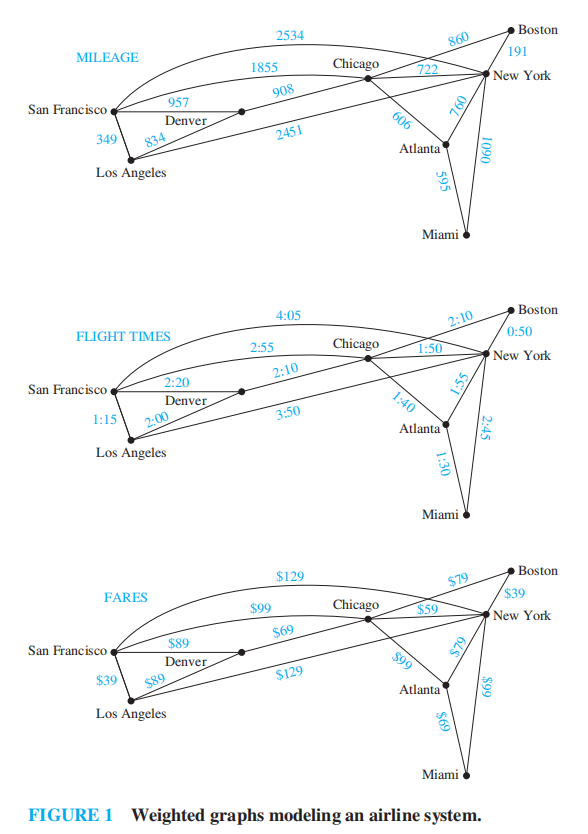 2534
860
Boston
MILEAGE
191
Chicago
1855
722
New York
908
957
San Francisco
760
Denver
606
349
834
2451
1090
Atlanta
Los Angeles
595
Miami
4:05
2:10
Boston
FLIGHT TIMES
0:50
Chicago
2:55
1:50
New York
2:10
2:20
San Francisco
1:55
Denver
1:40
1:15
2:00
3:50
2:45
Atlanta
Los Angeles
1:30
Miami
$129
$79
Boston
FARES
$39
Chicago
$99
$59
New York
$69
$89
San Francisco
$79
Denver
$99
$39
$89
$129
$99
Atlanta
Los Angeles
$69
Miami
FIGURE 1 Weighted graphs modeling an airline system.